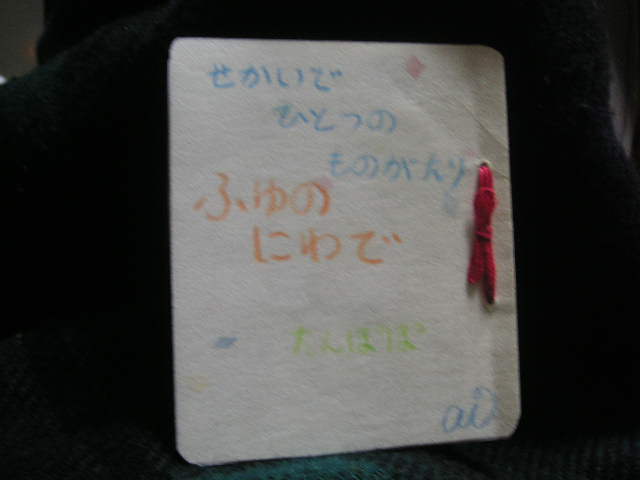 せかいで
ひとつの
ものがたり
ふゆの
にわで
たんぽぽ
ai